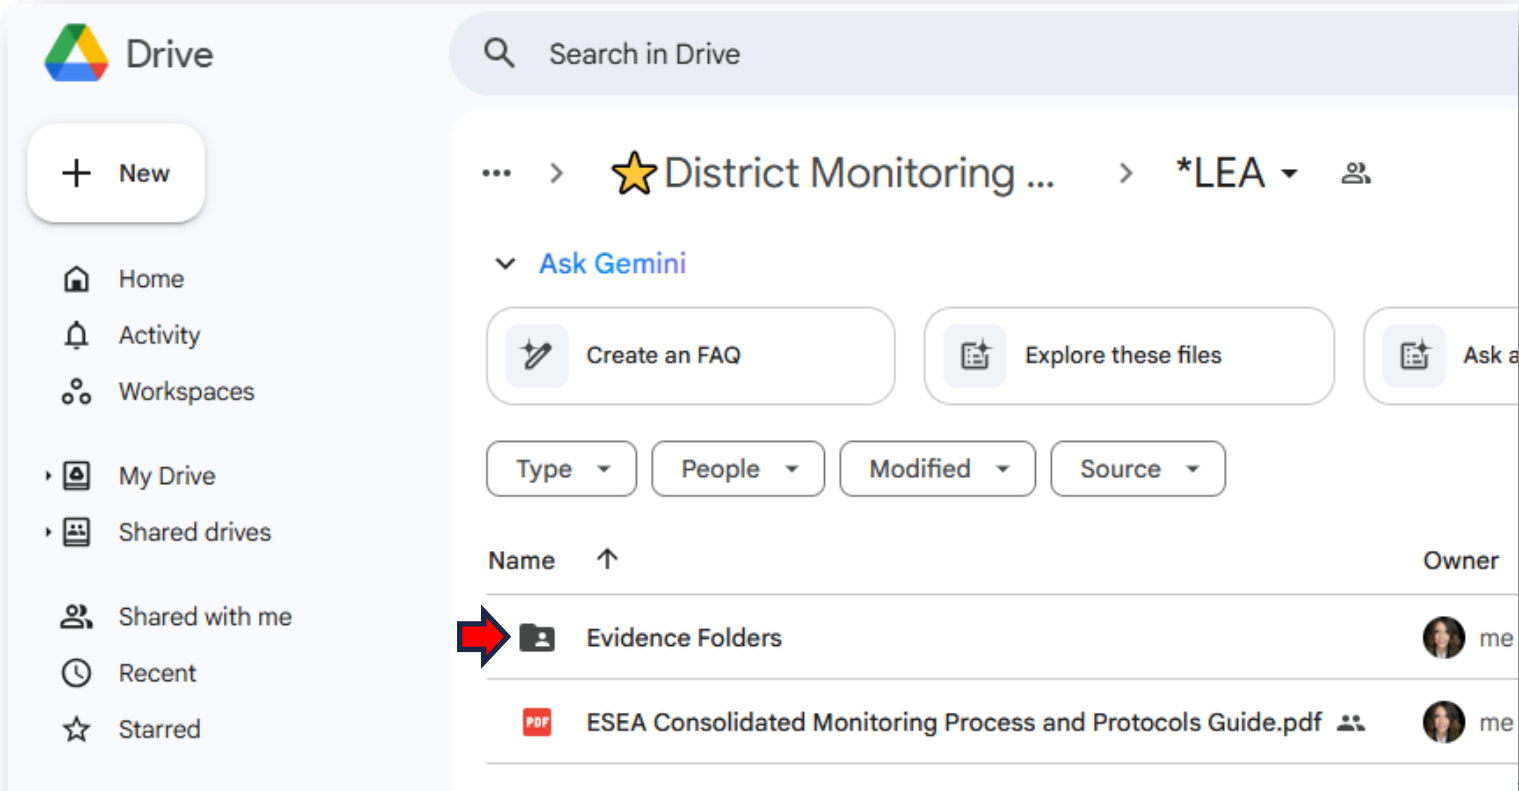 Drive
Search in Drive
New
... > District Monitoring ... > *LEA
Ask Gemini
Home
Create an FAQ
Explore these files
Ask a
Activity
Workspaces
Type
People
Modified
Source
My Drive
Shared drives
Name
Owner
Shared with me
Evidence Folders
me
Recent
PDF
ESEA Consolidated Monitoring Process and Protocols Guide.pdf
me
Starred